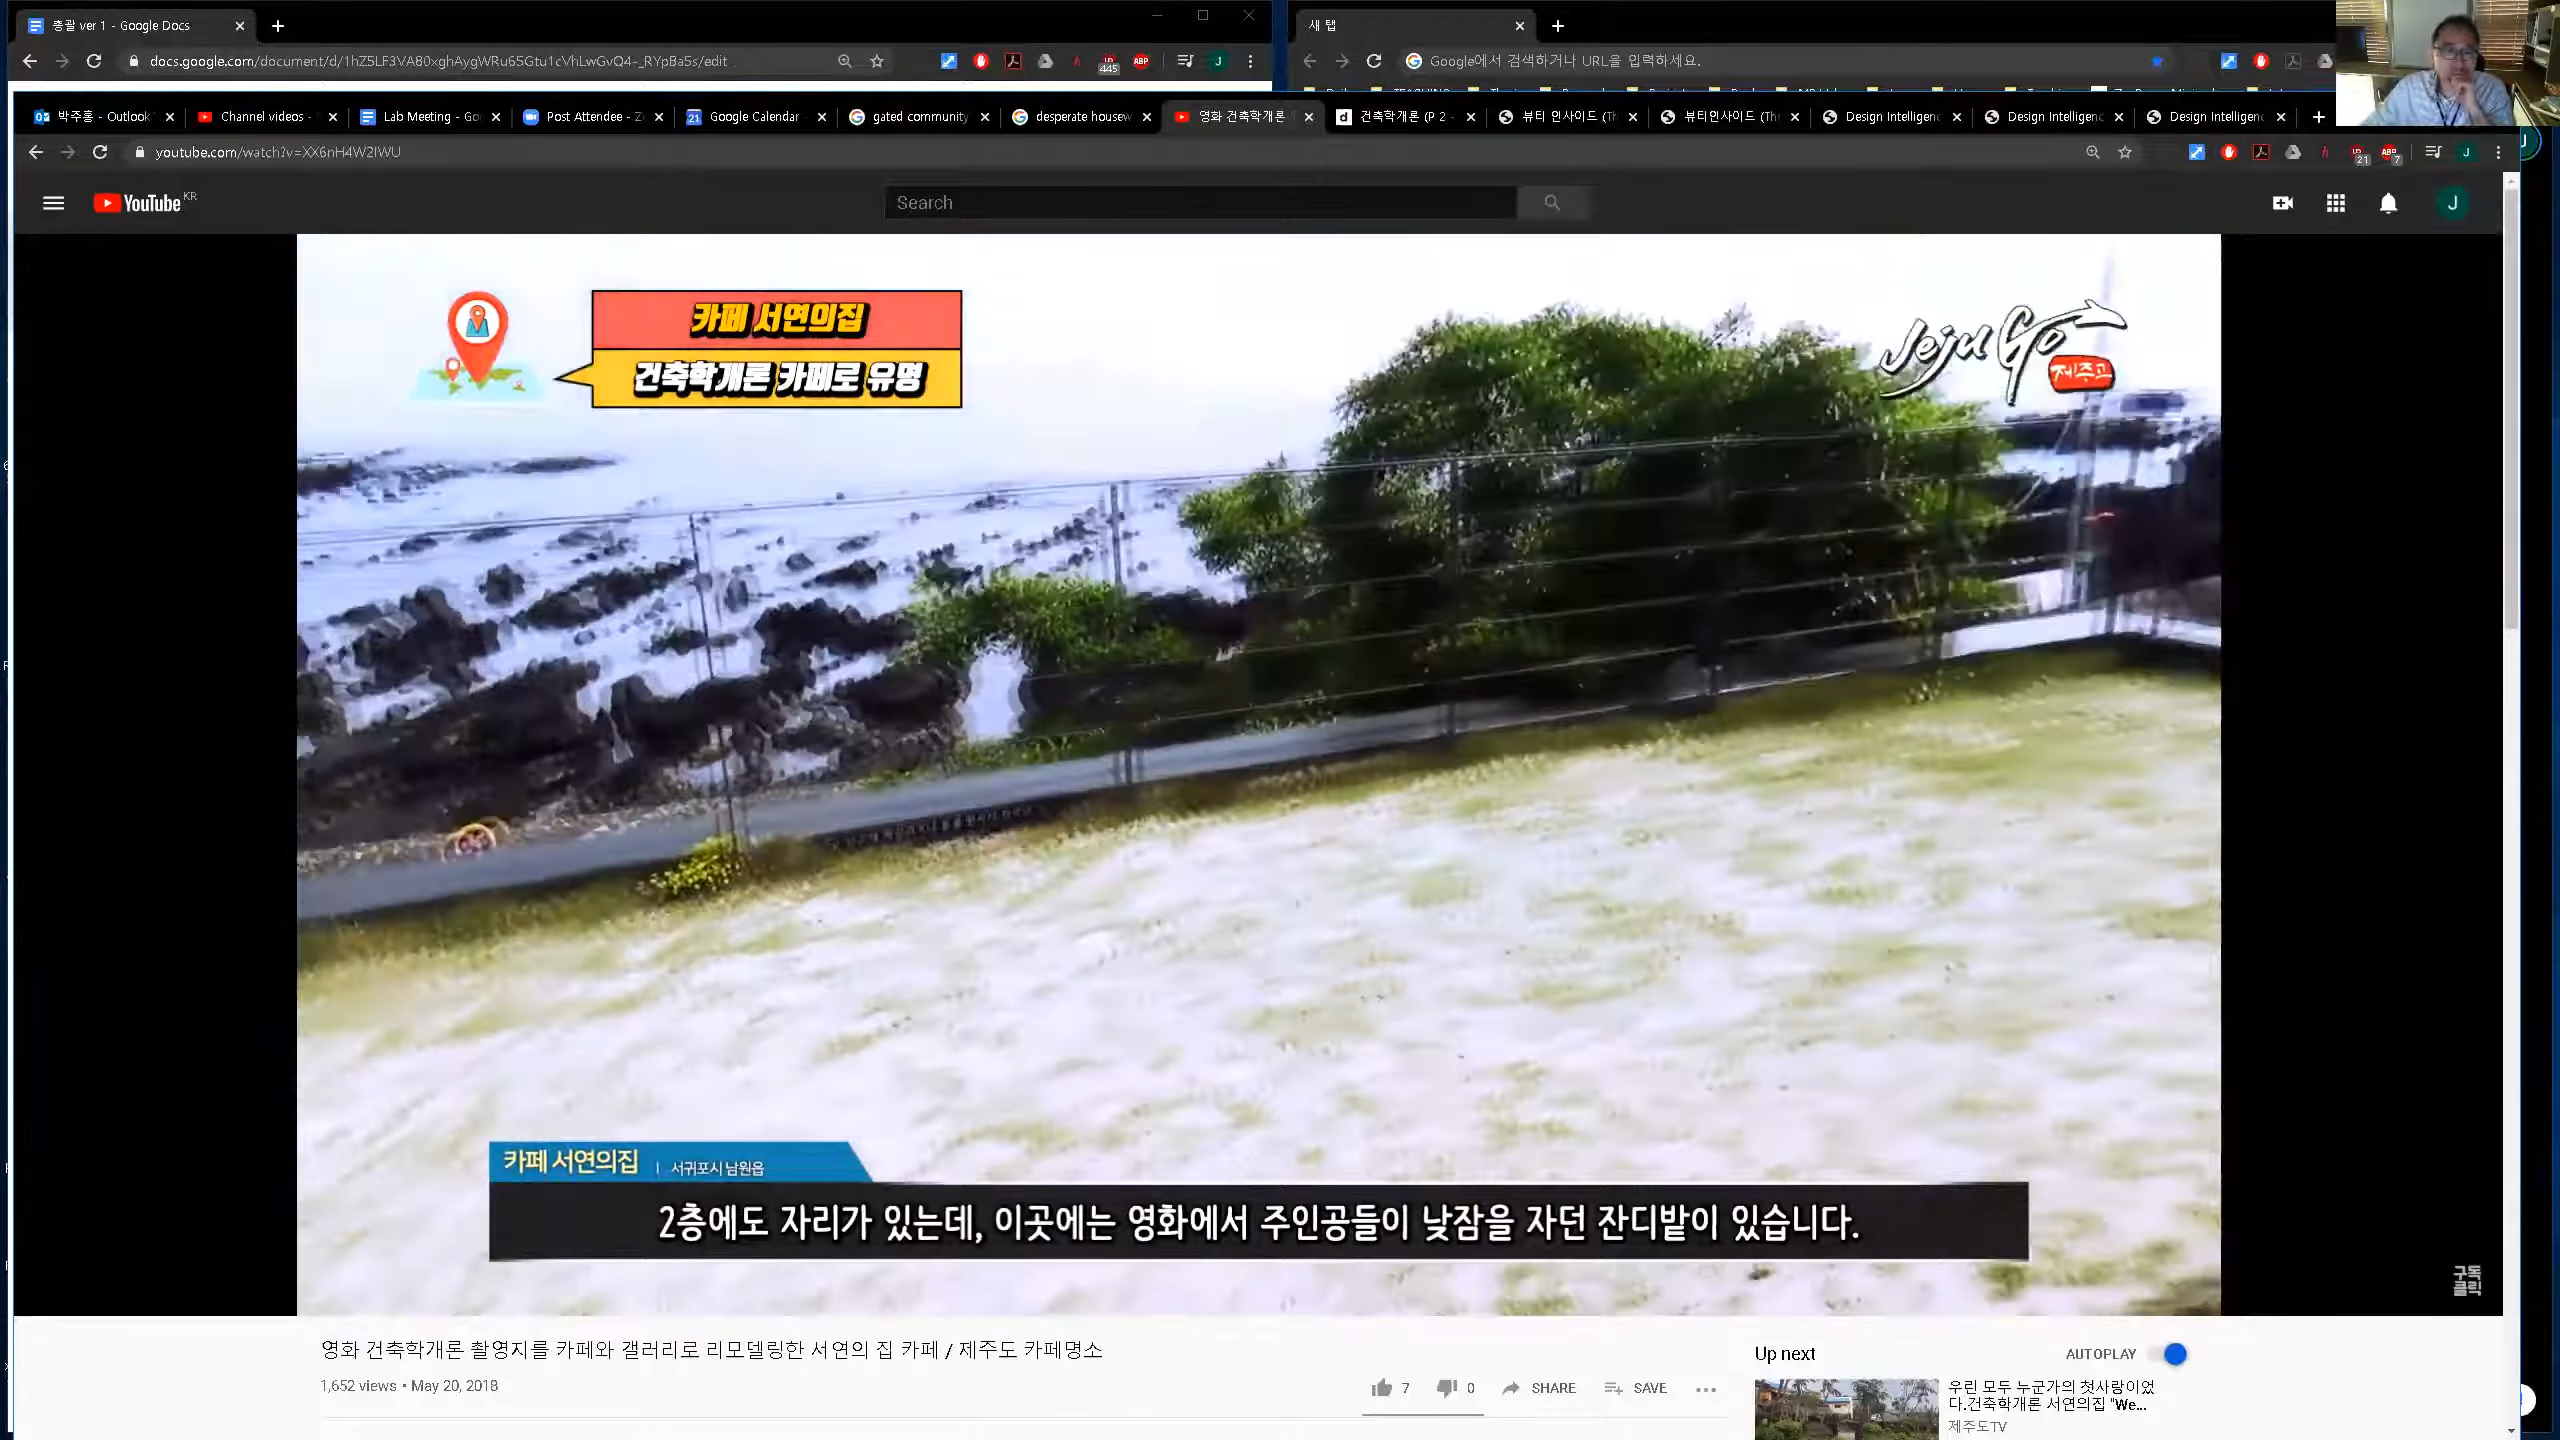 총괄 ver 1 - Google Docs
새 탭
docs.google.com/document/d/1hZ5LF3VA80xghAygWRu65Gtu1cVhLwGvQ4-_RYpBa5s/edit
445
ABP
J
Google에서 검색하거나 URL을 입력하세요.
박주홍 - Outlook
Channel videos -
Lab Meeting - Go
Post Attendee - Z
21
Google Calendar
gated community
desperate housew
영화 건축학개론
건축학개론 (P 2 -
뷰티 인사이드 (Th
뷰티인사이드 (Th
Design Intelligenc
Design Intelligenc
Design Intelligenc
youtube.com/watch?v=XX6nH4W2IWU
21
7
J
YouTube KR
Search
J
카페 서연의집
건축학개론 카페로 유명
Jeju Go
제주고
카페 서연의집 | 서귀포시 남원읍
2층에도 자리가 있는데, 이곳에는 영화에서 주인공들이 낮잠을 자던 잔디밭이 있습니다.
구독
클릭
영화 건축학개론 촬영지를 카페와 갤러리로 리모델링한 서연의 집 카페 / 제주도 카페명소
1,652 views • May 20, 2018
7
0
SHARE
SAVE
Up next
AUTOPLAY
우린 모두 누군가의 첫사랑이었
다.건축학개론 서연의집 "We...
제주도TV